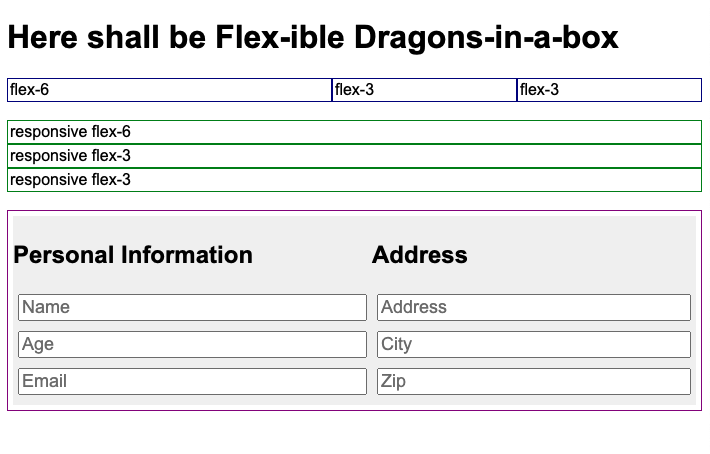 Here shall be Flex-ible Dragons-in-a-box
flex-6 flex-3 flex-3
responsive flex-6
responsive flex-3
responsive flex-3
Personal Information
Name
Age
Email
Address
Address
City
Zip